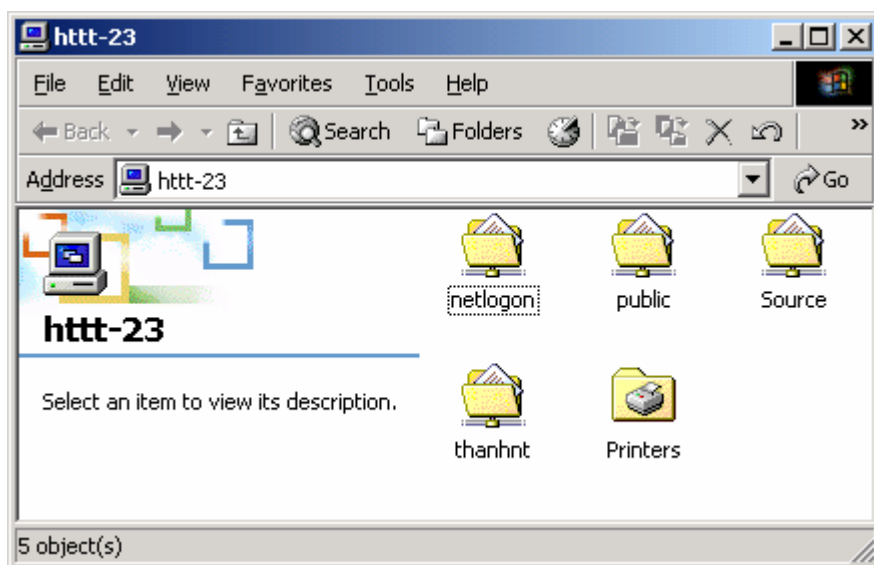 httt-23
File Edit View Favorites Tools Help
Back Search Folders »
Address httt-23 Go
netlogon public Source
httt-23
Select an item to view its description.
thanhnt Printers
5 object(s)